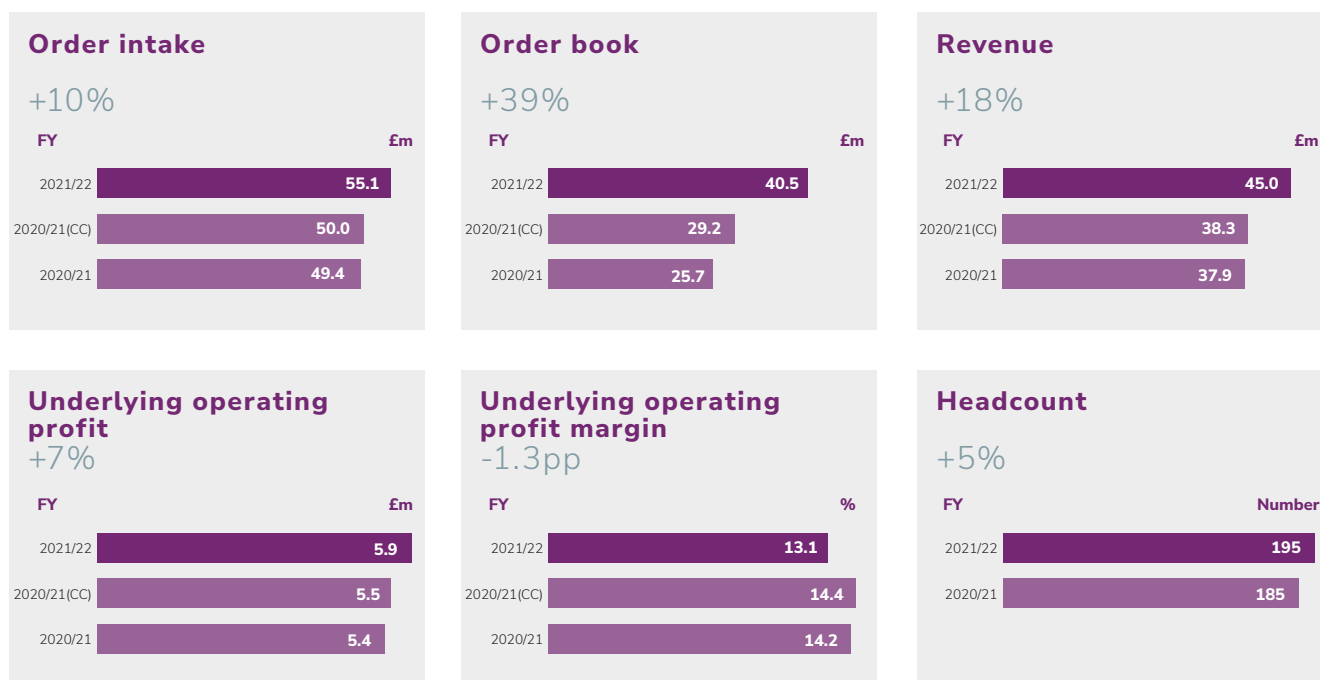 Order intake
+10%
FY £m
2021/22 55.1
2020/21(CC) 50.0
2020/21 49.4
Order book
+39%
FY £m
2021/22 40.5
2020/21(CC) 29.2
2020/21 25.7
Revenue
+18%
FY £m
2021/22 45.0
2020/21(CC) 38.3
2020/21 37.9
Underlying operating
profit
+7%
FY £m
2021/22 5.9
2020/21(CC) 5.5
2020/21 5.4
Underlying operating
profit margin
-1.3pp
FY %
2021/22 13.1
2020/21(CC) 14.4
2020/21 14.2
Headcount
+5%
FY Number
2021/22 195
2020/21 185